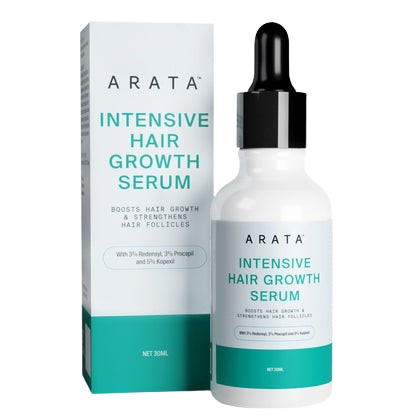 ARATA™
INTENSIVE
HAIR
GROWTH
SERUM
BOOSTS HAIR GROWTH
& STRENGTHENS
HAIR FOLLICLES
With 3% Redensyl, 3% Procapil
and 5% Kopexil
NET 30ML
ARATA™
INTENSIVE
HAIR GROWTH
SERUM
BOOSTS HAIR GROWTH &
STRENGTHENS HAIR FOLLICLES
With 3% Redensyl, 3% Procapil and 5% Kopexil
NET 30ML